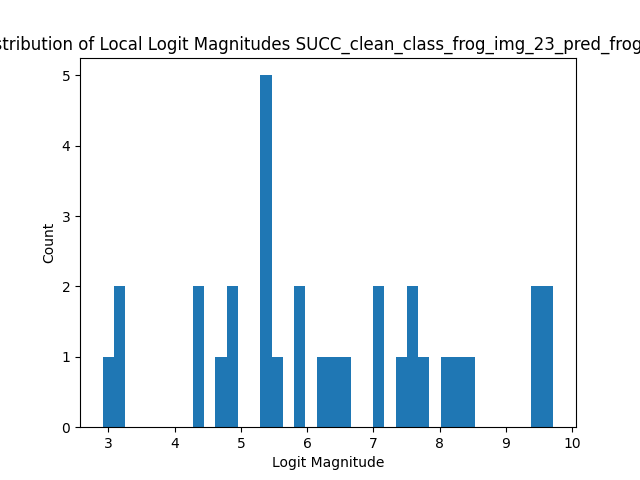 stribution of Local Logit Magnitudes SUCC_clean_class_frog_img_23_pred_frog
5
4
3
2
1
0
Count
3 4 5 6 7 8 9 10
Logit Magnitude